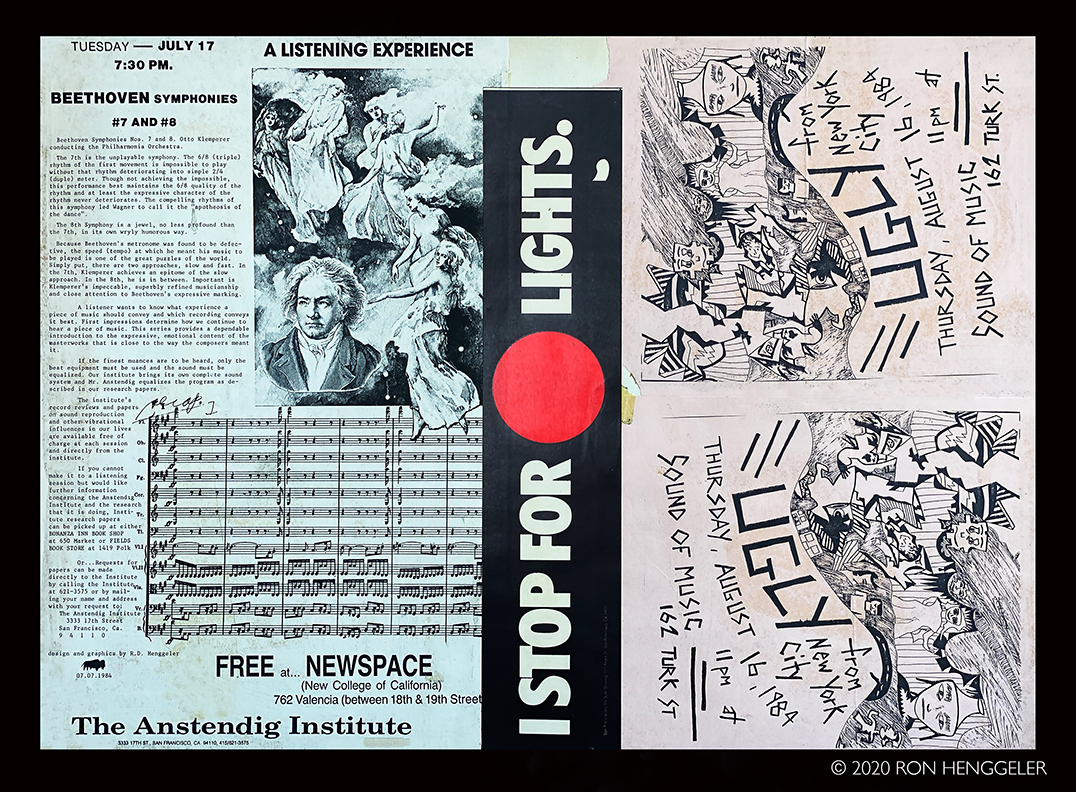 TUESDAY — JULY 17
7:30 PM.
BEETHOVEN SYMPHONIES
#7 AND #8
Beethoven Symphonies Nos. 7 and 8. Otto Klemperer
conducting the Philharmonia Orchestra.
The 7th is the unplayable symphony. The 6/8 (triple)
rhythm of the first movement is impossible to play
without that rhythm deteriorating into simple 2/4
(duple) meter. Though not achieving the impossible,
this performance best maintains the 6/8 quality of the
rhythm and at least the expressive character of the
rhythm never deteriorates. The compelling rhythms of
this symphony led Wagner to call it the "apotheosis of
the dance".
The 8th Symphony is a jewel, no less profound than
the 7th, in its own wryly humorous way.
Because Beethoven's metronome was found to be defec-
tive, the speed (tempo) at which he meant his music to
be played is one of the great puzzles of the world.
Simply put, there are two approaches, slow and fast. In
the 7th, Klemperer achieves an epitome of the slow
approach. In the 8th, he is in between. Important is
Klemperer's impeccable, superbly refined musicianship
and close attention to Beethoven's expressive marking.
A listener wants to know what experience a
piece of music should convey and which recording conveys
it best. First impressions determine how we continue to
hear a piece of music. This series provides a dependable
introduction to the expressive, emotional content of the
masterworks that is close to the way the composers meant
it.
If the finest nuances are to be heard, only the
best equipment must be used and the sound must be
equalized. Our institute brings its own complete sound
system and Mr. Anstendig equalizes the program as de-
scribed in our research papers.
The institute's
record reviews and papers
on sound reproduction
and other vibrational
influences in our lives
are available free of
charge at each session
and directly from the
institute.
If you cannot
make it to a listening
session but would like
further information
concerning the Anstendig
Institute and the research
that it is doing, Insti-
tute research papers
can be picked up at either
BONANZA INN BOOK SHOP
at 650 Market or FIELDS
BOOK STORE at 1419 Polk
Or...Requests for
papers can be made
directly to the Institute
by calling the Institute
at 621-3575 or by mail-
ing your name and address
with your request to:
The Anstendig Institute
3333 17th Street
San Francisco, Ca.
9 4 1 1 0
design and graphics by R.D. Henggeler
07.07.1984
A LISTENING EXPERIENCE
Ob.
Cl.
Fg.
Cor.
Tr.
Ti.
Vl.I
Vl.II
Vla.
Vc.
B.
FREE at... NEWSPACE
(New College of California)
762 Valencia (between 18th & 19th Street
The Anstendig Institute
3333 17TH ST., SAN FRANCISCO, CA. 94110, 415/621-3575
I STOP FOR LIGHTS.
UGLY
from
New York
City
THURSDAY, AUGUST 16, 1984
11 PM at
SOUND OF MUSIC
162 TURK ST.
UGLY
from
New York
City
THURSDAY, AUGUST 16, 1984
11 PM at
SOUND OF MUSIC
162 TURK ST
© 2020 RON HENGGELER